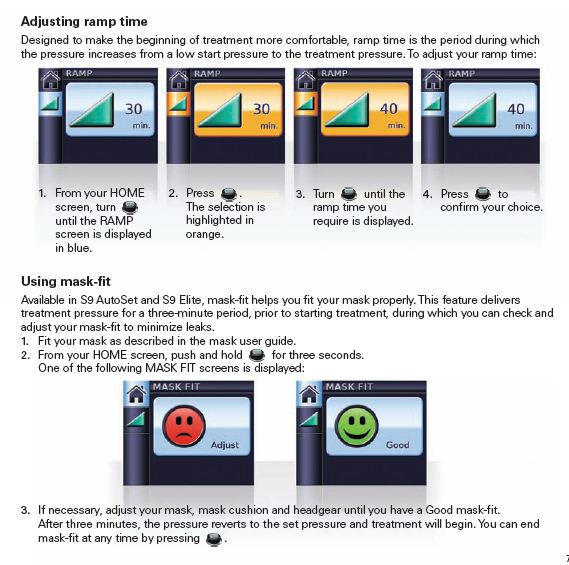 Adjusting ramp time
Designed to make the beginning of treatment more comfortable, ramp time is the period during which
the pressure increases from a low start pressure to the treatment pressure. To adjust your ramp time:
RAMP
30
min.
RAMP
30
min.
RAMP
40
min.
RAMP
40
min.
1. From your HOME
screen, turn
until the RAMP
screen is displayed
in blue.
2. Press .
The selection is
highlighted in
orange.
3. Turn until the
ramp time you
require is displayed.
4. Press to
confirm your choice.
Using mask-fit
Available in S9 AutoSet and S9 Elite, mask-fit helps you fit your mask properly. This feature delivers
treatment pressure for a three-minute period, prior to starting treatment, during which you can check and
adjust your mask-fit to minimize leaks.
1. Fit your mask as described in the mask user guide.
2. From your HOME screen, push and hold for three seconds.
One of the following MASK FIT screens is displayed:
MASK FIT
Adjust
MASK FIT
Good
3. If necessary, adjust your mask, mask cushion and headgear until you have a Good mask-fit.
After three minutes, the pressure reverts to the set pressure and treatment will begin. You can end
mask-fit at any time by pressing .
7